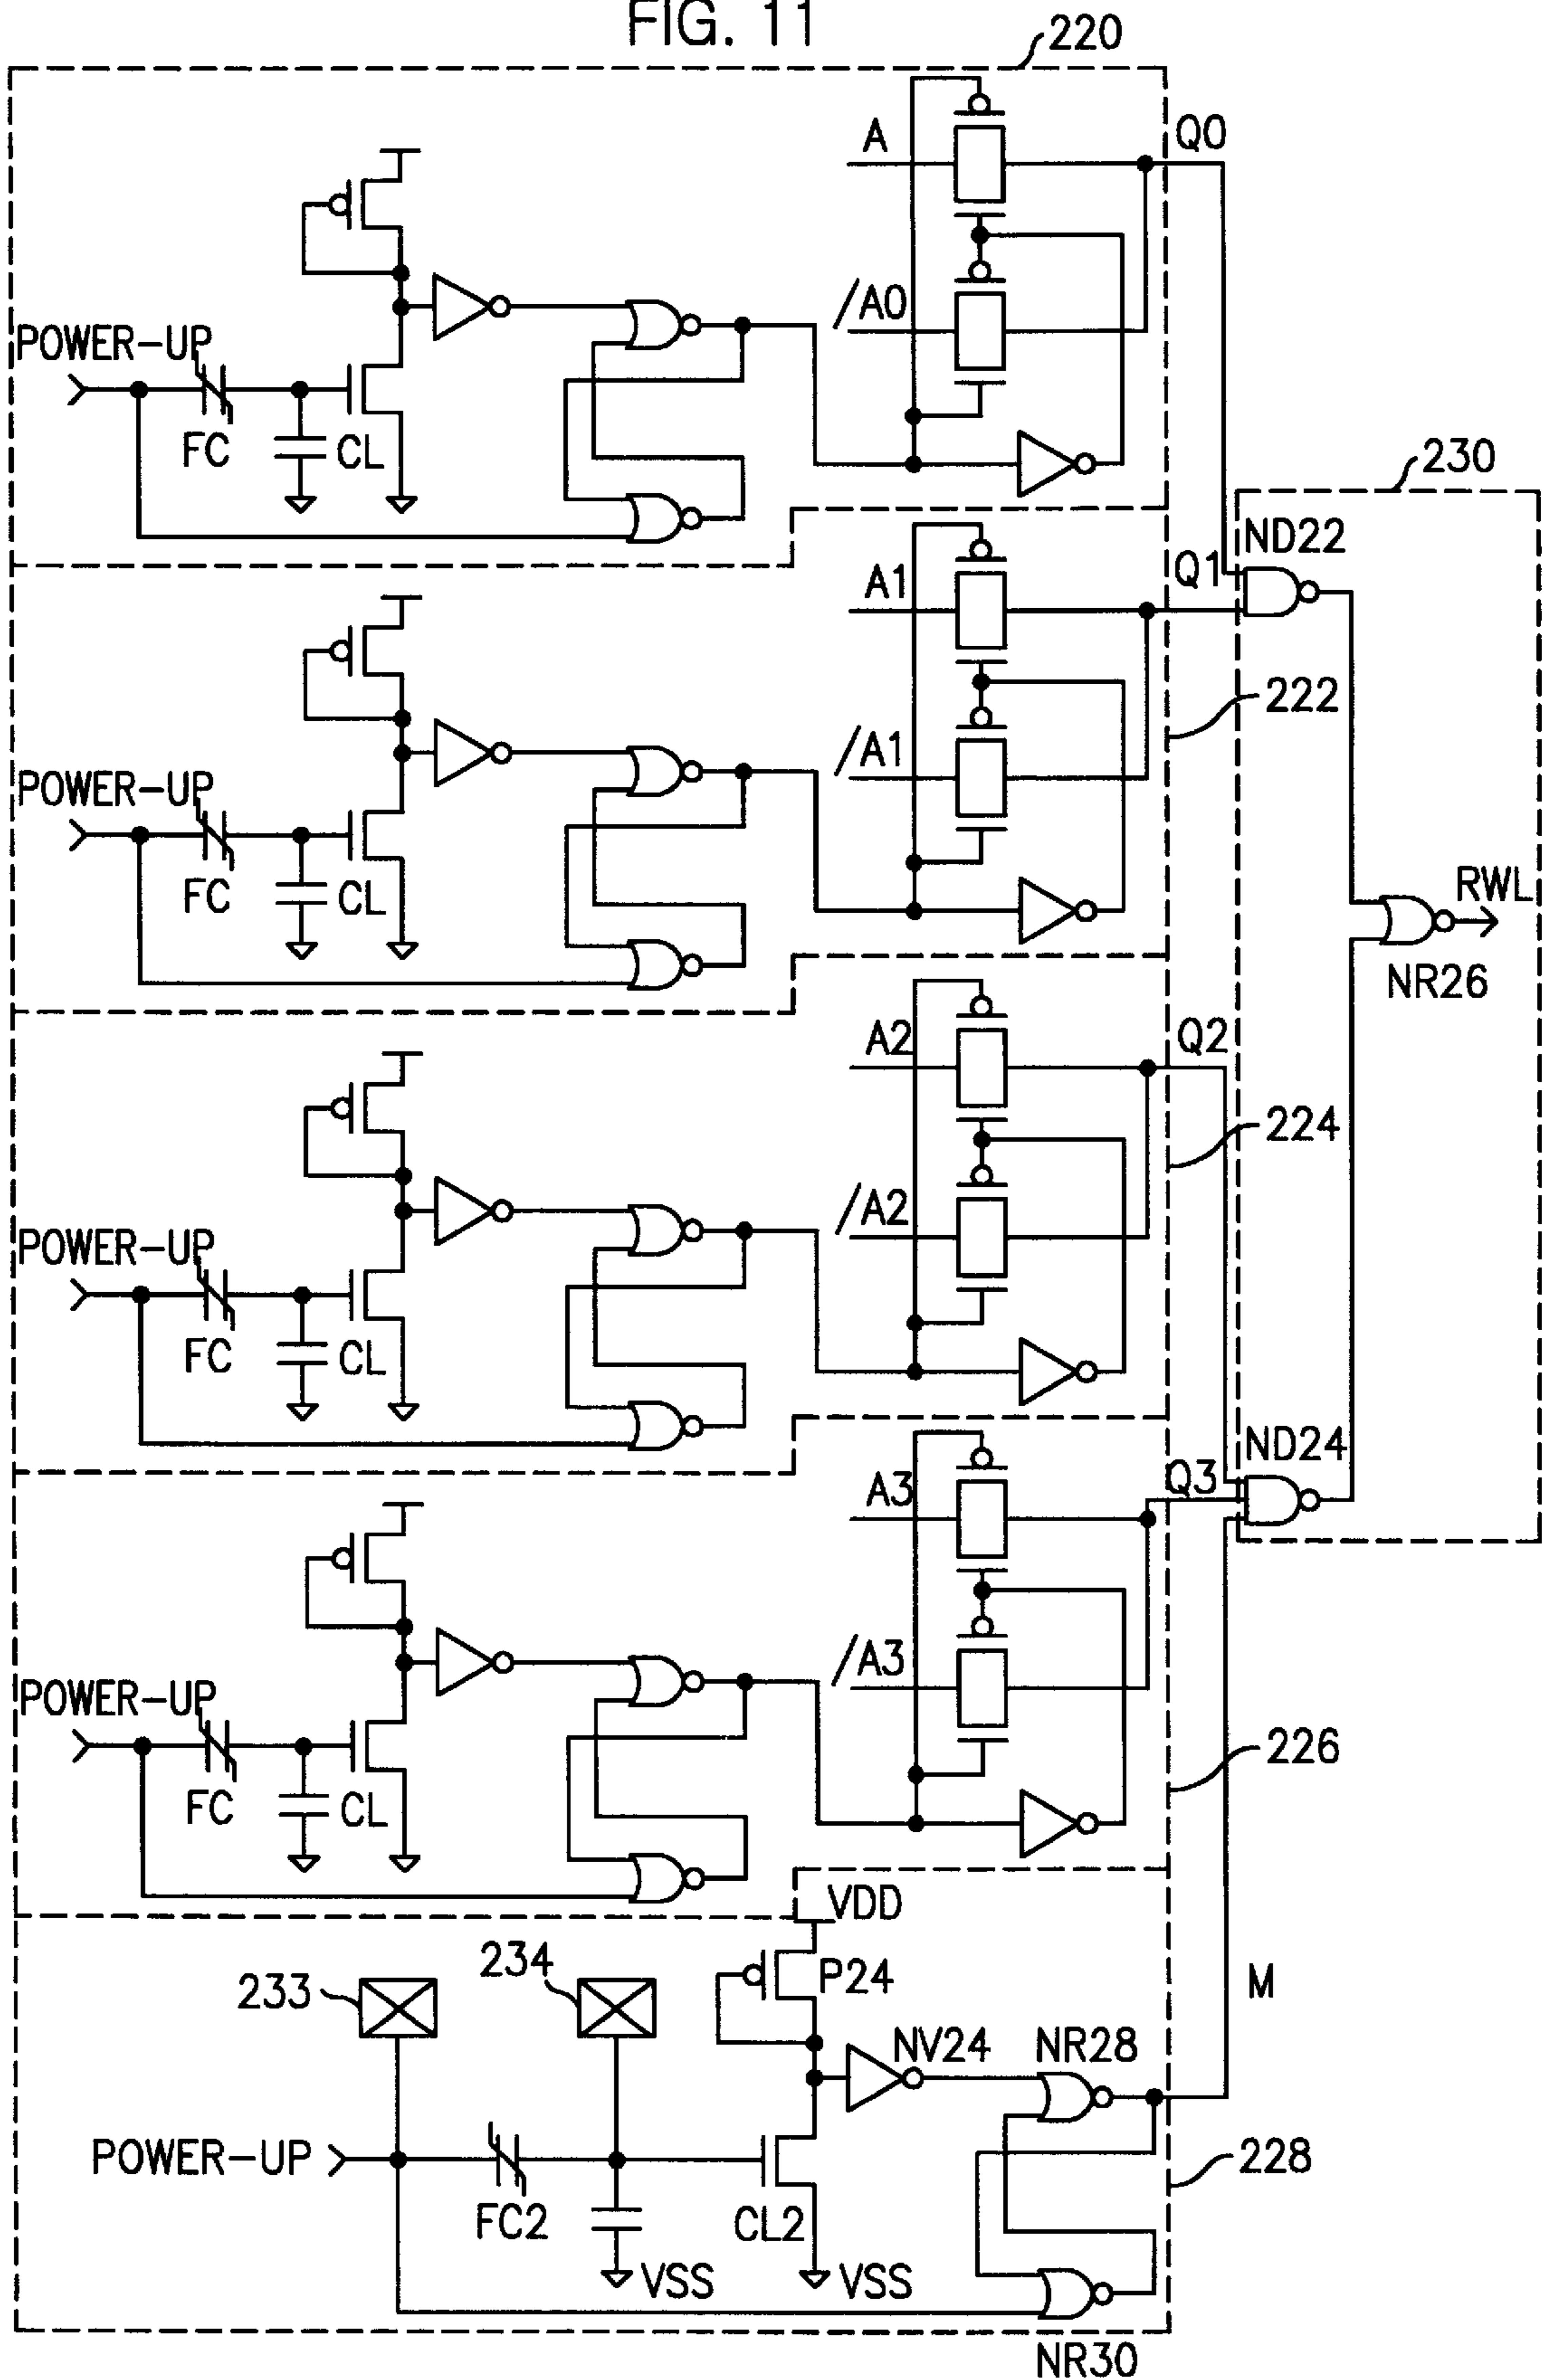 FIG. 11
220
A
Q0
/A0
POWER-UP
FC
CL
230
ND22
A1
Q1
222
/A1
POWER-UP
FC
CL
RWL
NR26
A2
Q2
224
/A2
POWER-UP
FC
CL
ND24
A3
Q3
/A3
226
POWER-UP
FC
CL
VDD
233
234
P24
M
NV24
NR28
POWER-UP
FC2
CL2
228
VSS
VSS
NR30